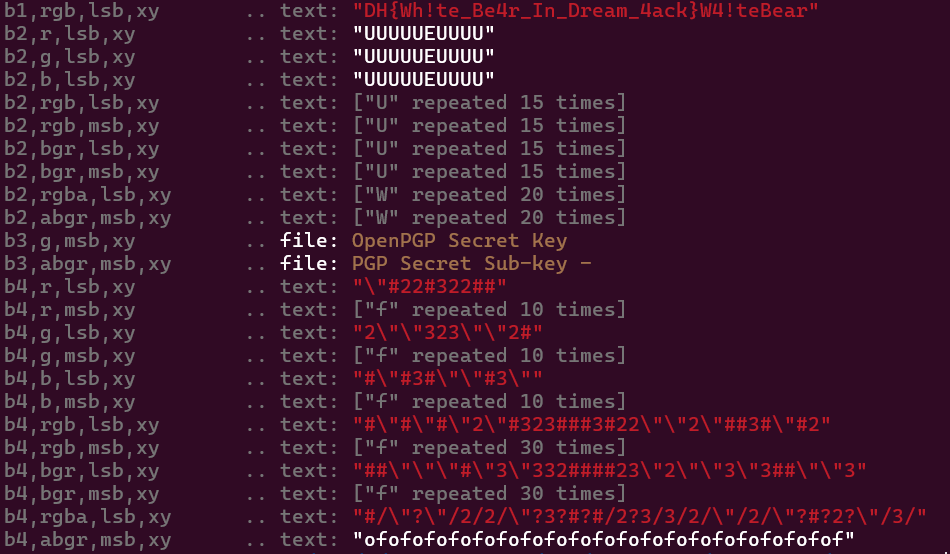 b1,rgb,lsb,xy .. text: "DH{Wh!te_Be4r_In_Dream_4ack}W4!teBear"
b2,r,lsb,xy .. text: "UUUUUEUUUU"
b2,g,lsb,xy .. text: "UUUUUEUUUU"
b2,b,lsb,xy .. text: "UUUUUEUUUU"
b2,rgb,lsb,xy .. text: ["U" repeated 15 times]
b2,rgb,msb,xy .. text: ["U" repeated 15 times]
b2,bgr,lsb,xy .. text: ["U" repeated 15 times]
b2,bgr,msb,xy .. text: ["U" repeated 15 times]
b2,rgba,lsb,xy .. text: ["W" repeated 20 times]
b2,abgr,msb,xy .. text: ["W" repeated 20 times]
b3,g,msb,xy .. file: OpenPGP Secret Key
b3,abgr,msb,xy .. file: PGP Secret Sub-key -
b4,r,lsb,xy .. text: "\"#22#322##"
b4,r,msb,xy .. text: ["f" repeated 10 times]
b4,g,lsb,xy .. text: "2\"\"323\"\"2#"
b4,g,msb,xy .. text: ["f" repeated 10 times]
b4,b,lsb,xy .. text: "#\"#3#\"\"#3\""
b4,b,msb,xy .. text: ["f" repeated 10 times]
b4,rgb,lsb,xy .. text: "#\"#\"#\"2\"#323###3#22\"\"2\"##3#\"#2"
b4,rgb,msb,xy .. text: ["f" repeated 30 times]
b4,bgr,lsb,xy .. text: "##\"\"\"#\"3\"332####23\"2\"\"3\"3##\"\"3"
b4,bgr,msb,xy .. text: ["f" repeated 30 times]
b4,rgba,lsb,xy .. text: "#/\"?\"/2/2/\"?3?#?#/2?3/3/2/\"/2/\"?#?2?\"/3/"
b4,abgr,msb,xy .. text: "ofofofofofofofofofofofofofofofofofofofof"